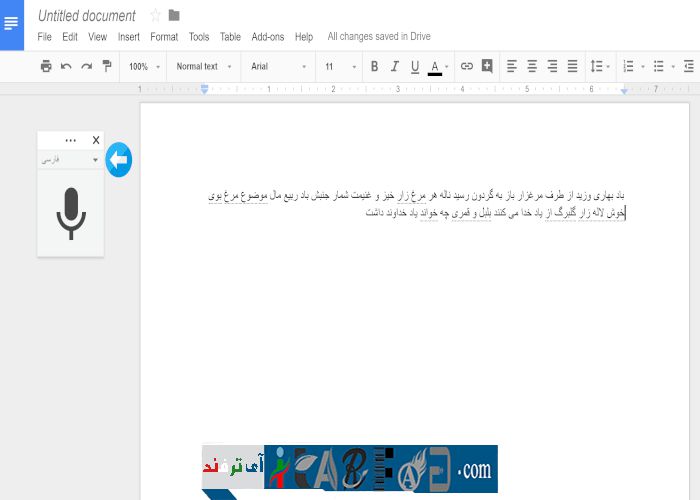 Untitled document
File Edit View Insert Format Tools Table Add-ons Help All changes saved in Drive
100% Normal text Arial 11 B I U A
1 1 2 3 4 5 6 7
فارسی
باد بهاری وزید از طرف مرغزار باز به گردون رسید ناله هر مرغ زار خیز و غنیمت شمار جنبش باد ربیع مال موضوع مرغ بوی
خوش لاله زار گلبرگ از یاد خدا می کنند بلبل و قمری چه خواند یاد خداوند داشت
آی ترفند .com